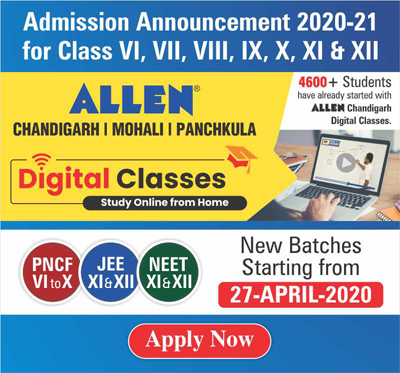 Admission Announcement 2020-21
for Class VI, VII, VIII, IX, X, XI & XII
ALLEN®
CHANDIGARH | MOHALI | PANCHKULA
4600+ Students
have already started with
ALLEN Chandigarh
Digital Classes.
Digital Classes
Study Online from Home
PNCF
VI to X
JEE
XI & XII
NEET
XI & XII
New Batches
Starting from
27-APRIL-2020
Apply Now